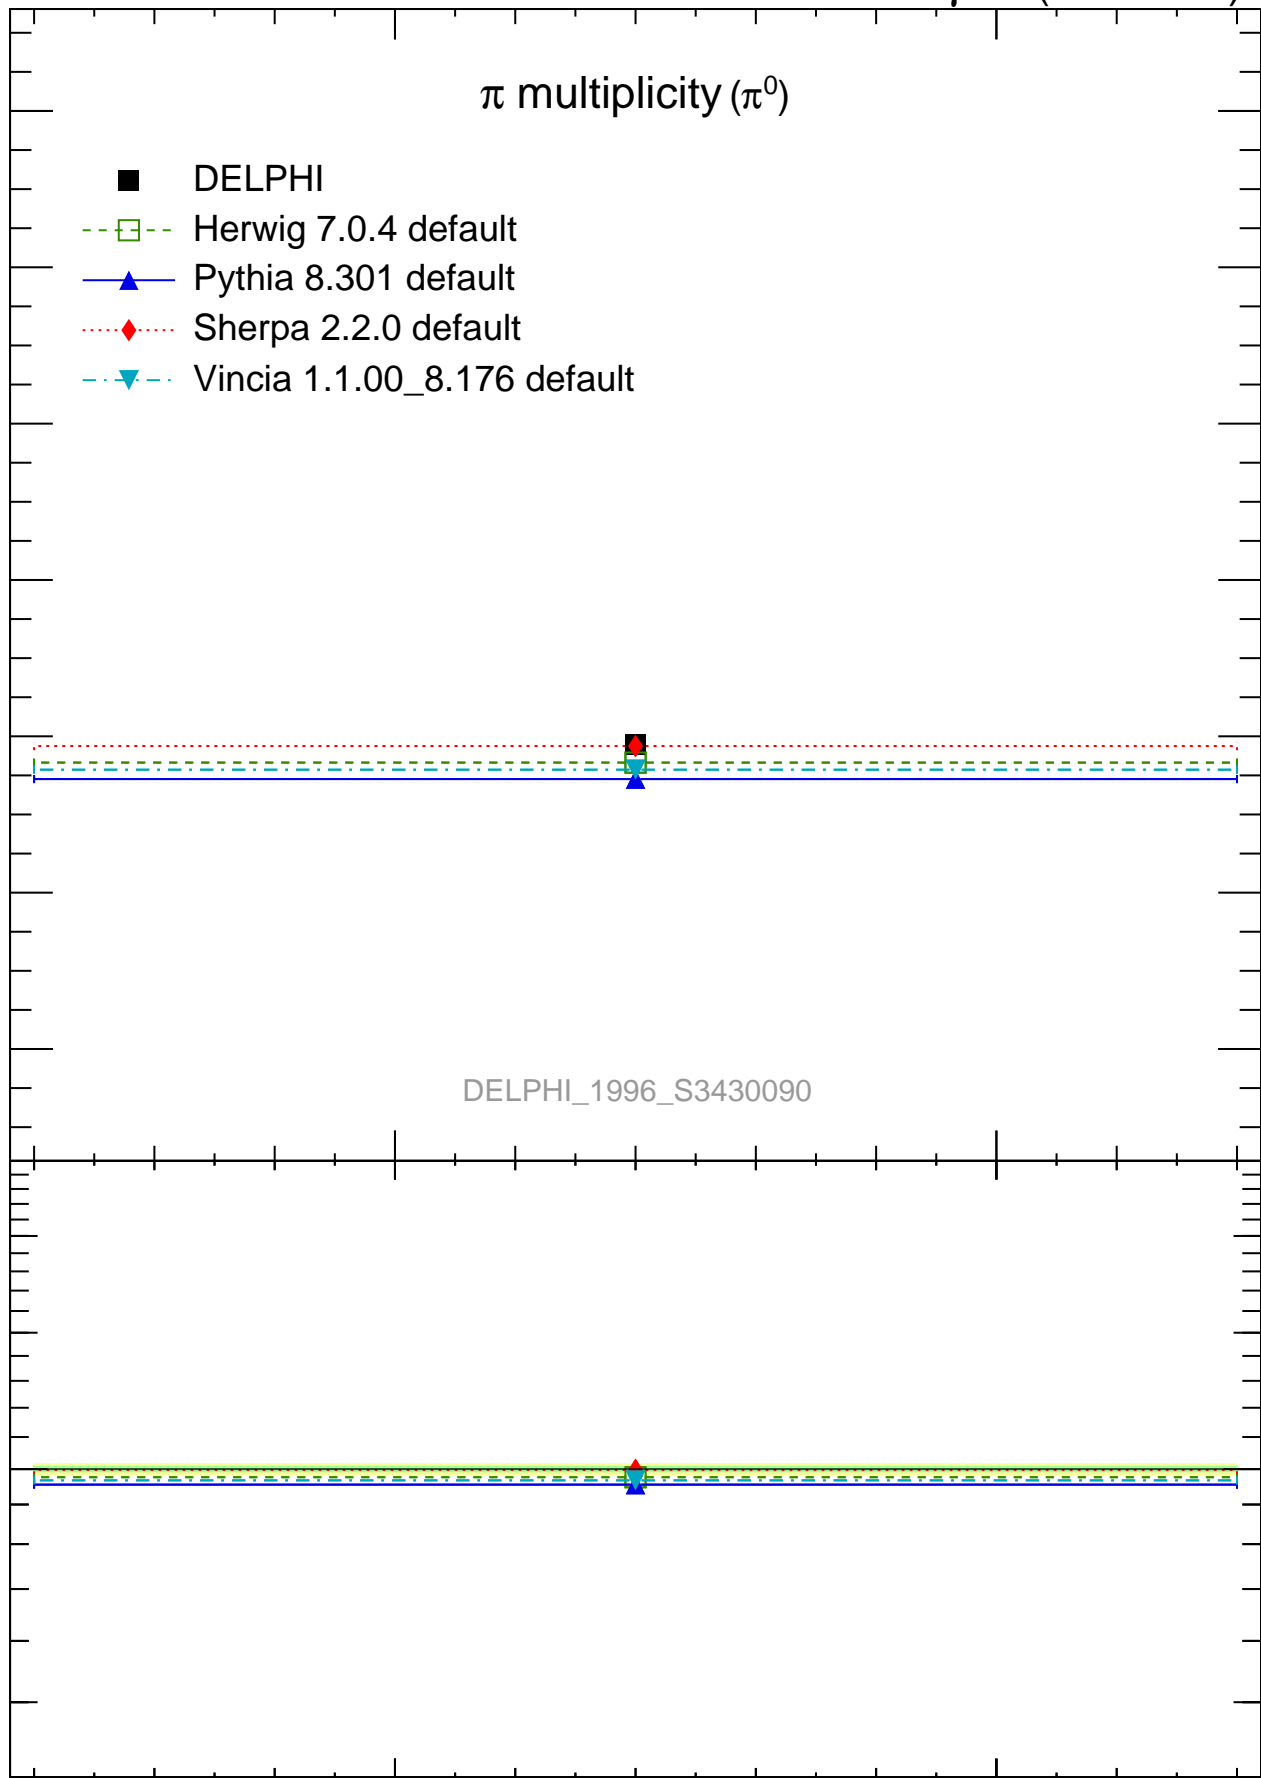 π multiplicity (π⁰)
DELPHI
Herwig 7.0.4 default
Pythia 8.301 default
Sherpa 2.2.0 default
Vincia 1.1.00_8.176 default
DELPHI_1996_S3430090